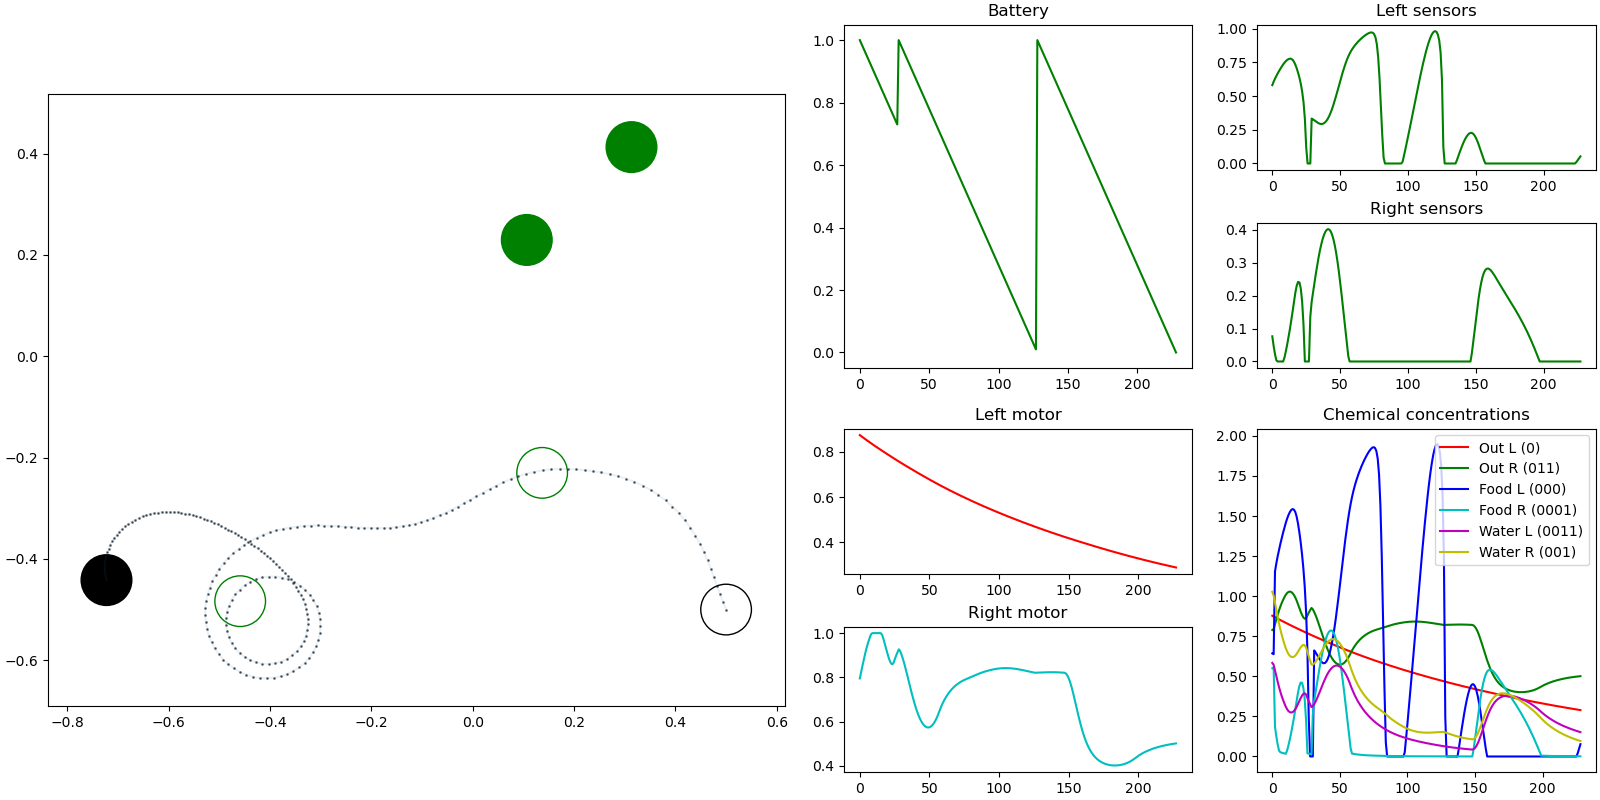 0.4
0.2
0.0
−0.2
−0.4
−0.6
−0.8 −0.6 −0.4 −0.2 0.0 0.2 0.4 0.6
Battery
1.0
0.8
0.6
0.4
0.2
0.0
0 50 100 150 200
Left sensors
1.00
0.75
0.50
0.25
0.00
0 50 100 150 200
Right sensors
0.4
0.3
0.2
0.1
0.0
0 50 100 150 200
Left motor
0.8
0.6
0.4
0 50 100 150 200
Right motor
1.0
0.8
0.6
0.4
0 50 100 150 200
Chemical concentrations
2.00
1.75
1.50
1.25
1.00
0.75
0.50
0.25
0.00
0 50 100 150 200
Out L (0)
Out R (011)
Food L (000)
Food R (0001)
Water L (0011)
Water R (001)